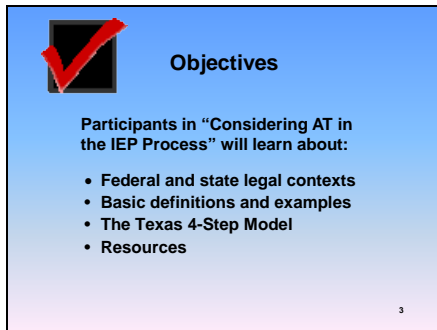 Objectives
Participants in “Considering AT in
the IEP Process” will learn about:
• Federal and state legal contexts
• Basic definitions and examples
• The Texas 4-Step Model
• Resources
3